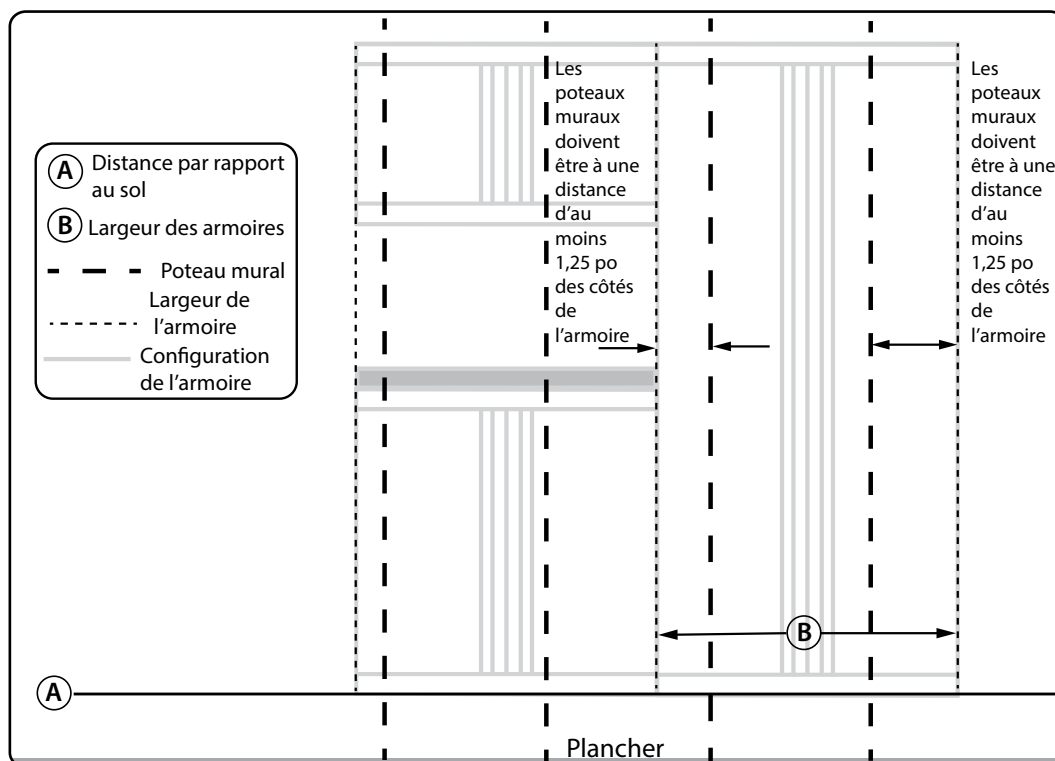 A Distance par rapport
au sol
B Largeur des armoires
Poteau mural
Largeur de
l'armoire
Configuration
de l'armoire
Les
poteaux
muraux
doivent
être à une
distance
d'au
moins
1,25 po
des côtés
de
l'armoire
Les
poteaux
muraux
doivent
être à une
distance
d'au
moins
1,25 po
des côtés
de
l'armoire
B
A
Plancher